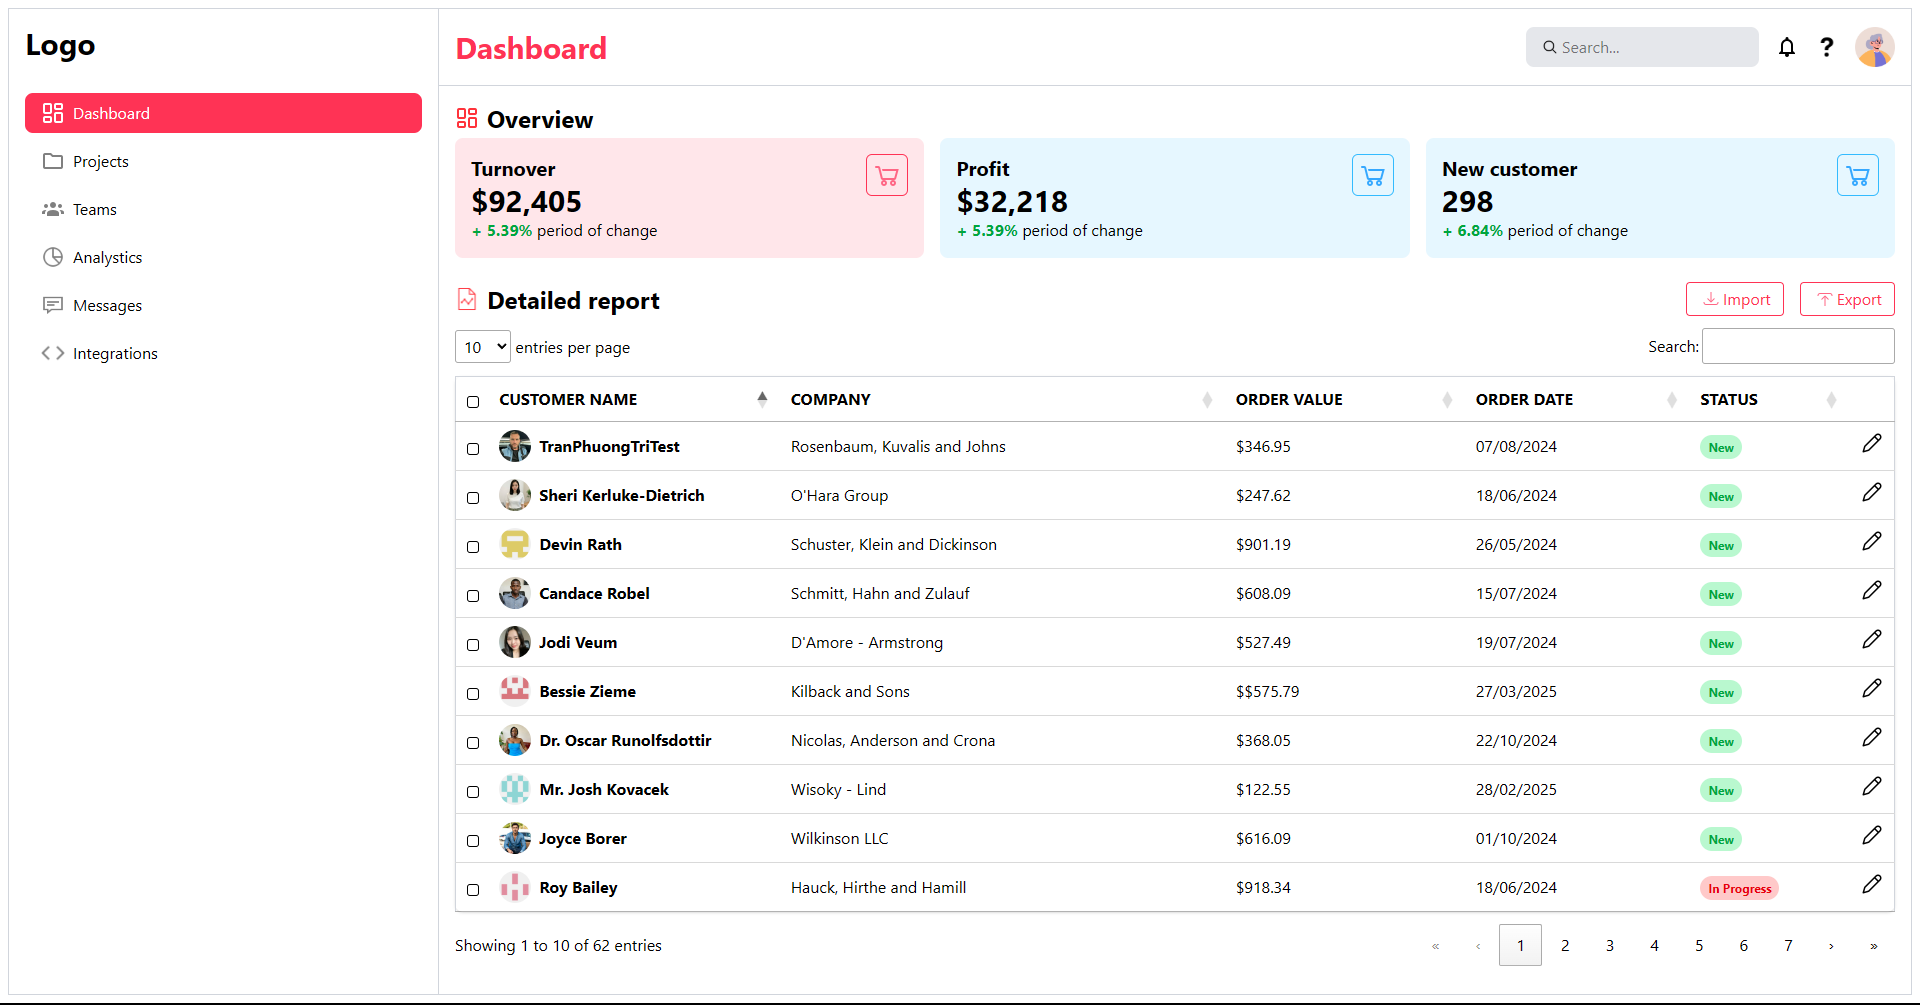 Logo
Dashboard
Projects
Teams
Analystics
Messages
Integrations
Dashboard
Search...
?
Overview
Turnover
$92,405
+ 5.39% period of change
Profit
$32,218
+ 5.39% period of change
New customer
298
+ 6.84% period of change
Detailed report
Import
Export
10 entries per page
Search:
CUSTOMER NAME COMPANY ORDER VALUE ORDER DATE STATUS
TranPhuongTriTest Rosenbaum, Kuvalis and Johns $346.95 07/08/2024 New
Sheri Kerluke-Dietrich O'Hara Group $247.62 18/06/2024 New
Devin Rath Schuster, Klein and Dickinson $901.19 26/05/2024 New
Candace Robel Schmitt, Hahn and Zulauf $608.09 15/07/2024 New
Jodi Veum D'Amore - Armstrong $527.49 19/07/2024 New
Bessie Zieme Kilback and Sons $$575.79 27/03/2025 New
Dr. Oscar Runolfsdottir Nicolas, Anderson and Crona $368.05 22/10/2024 New
Mr. Josh Kovacek Wisoky - Lind $122.55 28/02/2025 New
Joyce Borer Wilkinson LLC $616.09 01/10/2024 New
Roy Bailey Hauck, Hirthe and Hamill $918.34 18/06/2024 In Progress
Showing 1 to 10 of 62 entries
« ‹ 1 2 3 4 5 6 7 › »